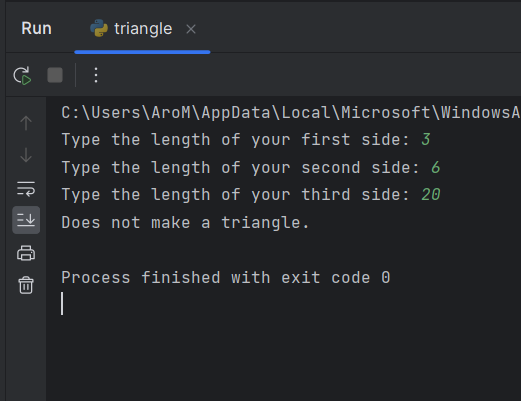 Run triangle
C:\Users\AroM\AppData\Local\Microsoft\WindowsA
Type the length of your first side: 3
Type the length of your second side: 6
Type the length of your third side: 20
Does not make a triangle.
Process finished with exit code 0